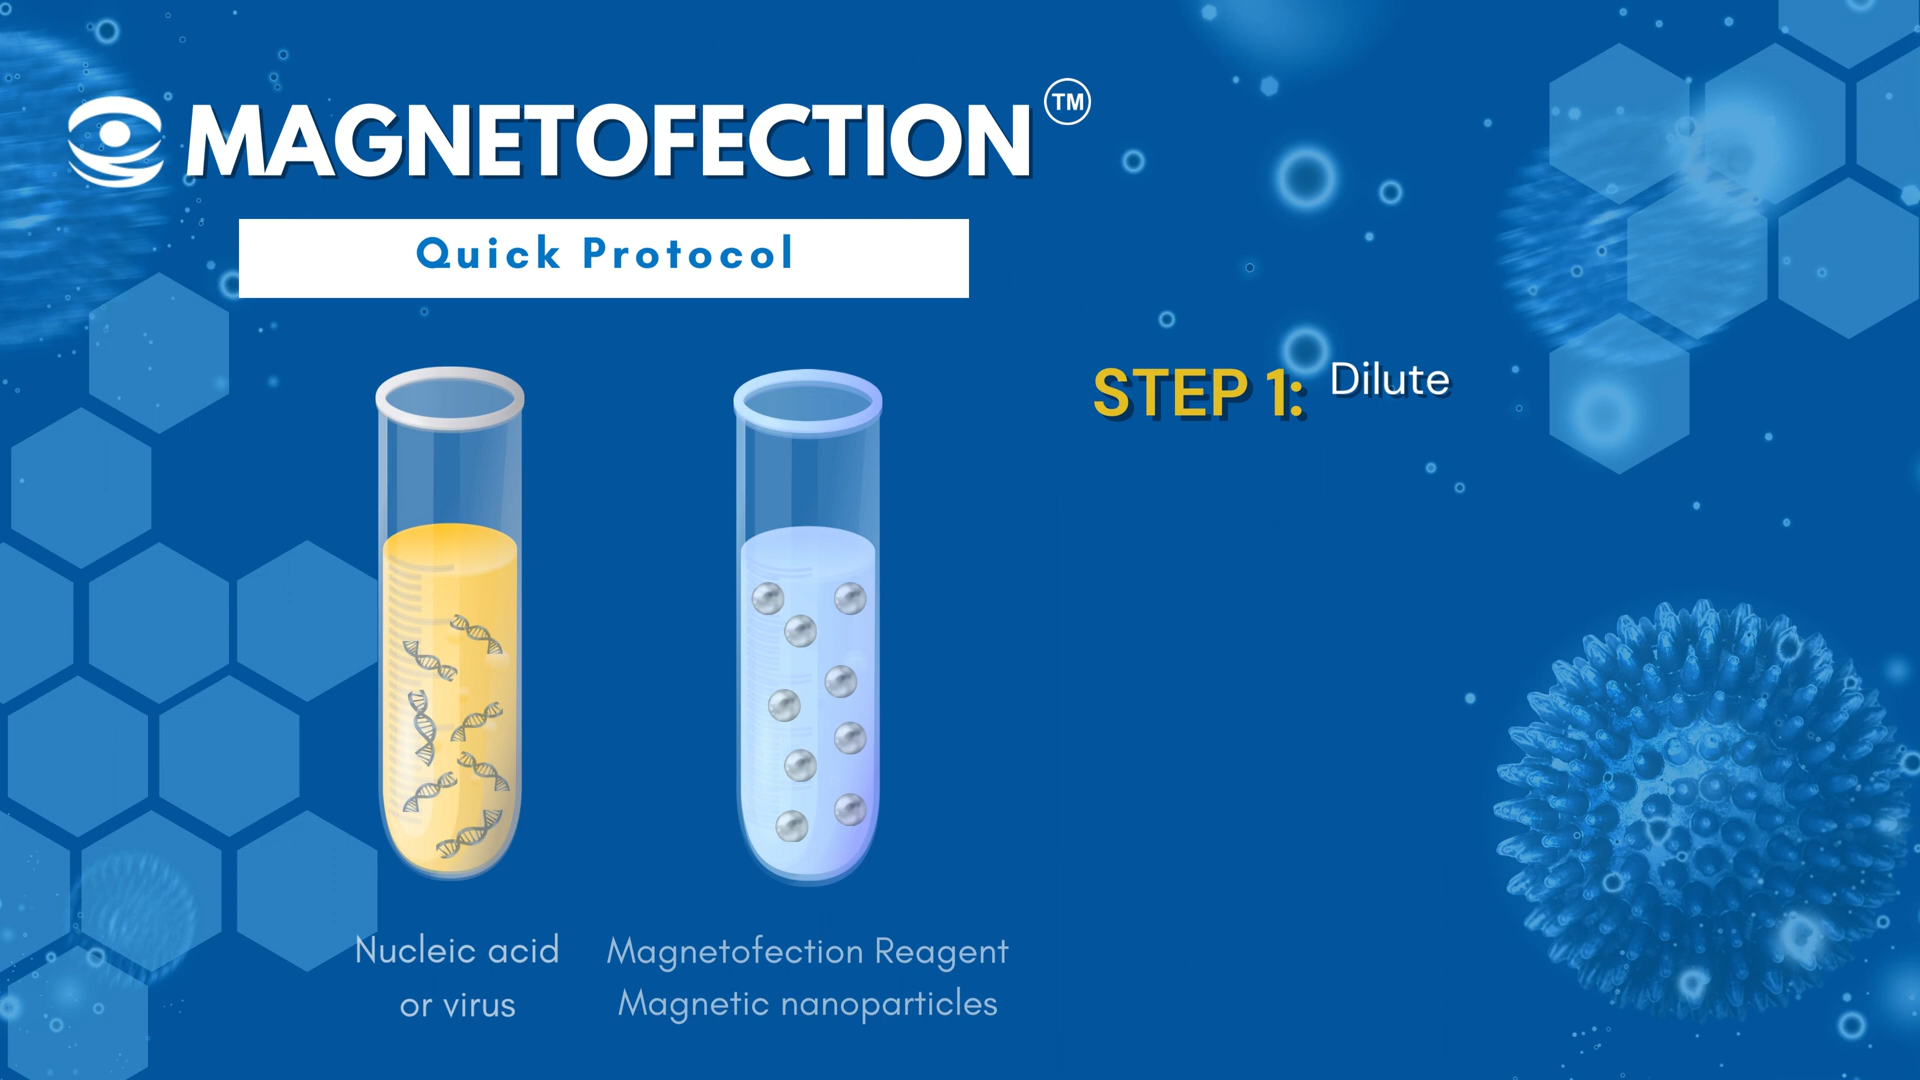 MAGNETOFECTION TM
Quick Protocol
STEP 1: Dilute
Nucleic acid
or virus
Magnetofection Reagent
Magnetic nanoparticles